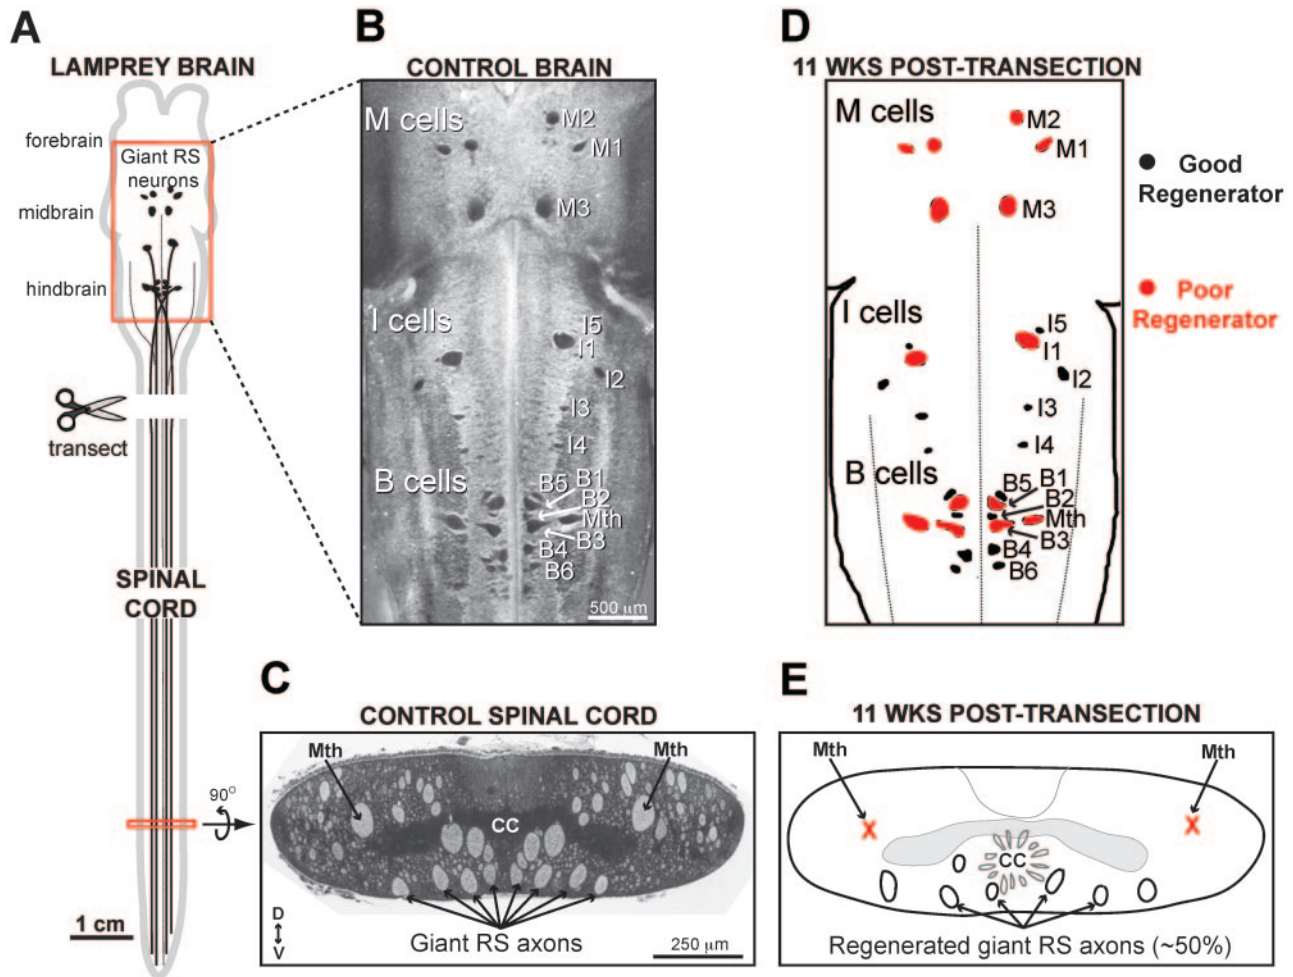 A
LAMPREY BRAIN
forebrain
Giant RS
neurons
midbrain
hindbrain
transect
SPINAL
CORD
90°
1 cm
B
CONTROL BRAIN
M cells
M2
M1
M3
I cells
I5
I1
I2
I3
I4
B cells
B5
B1
B2
Mth
B3
B4
B6
500 μm
D
11 WKS POST-TRANSECTION
M cells
M2
M1
M3
I cells
I5
I1
I2
I3
I4
B cells
B5
B1
B2
Mth
B3
B4
B6
Good
Regenerator
Poor
Regenerator
C
CONTROL SPINAL CORD
Mth
Mth
CC
D
V
Giant RS axons
250 μm
E
11 WKS POST-TRANSECTION
Mth
Mth
X
X
CC
Regenerated giant RS axons (~50%)